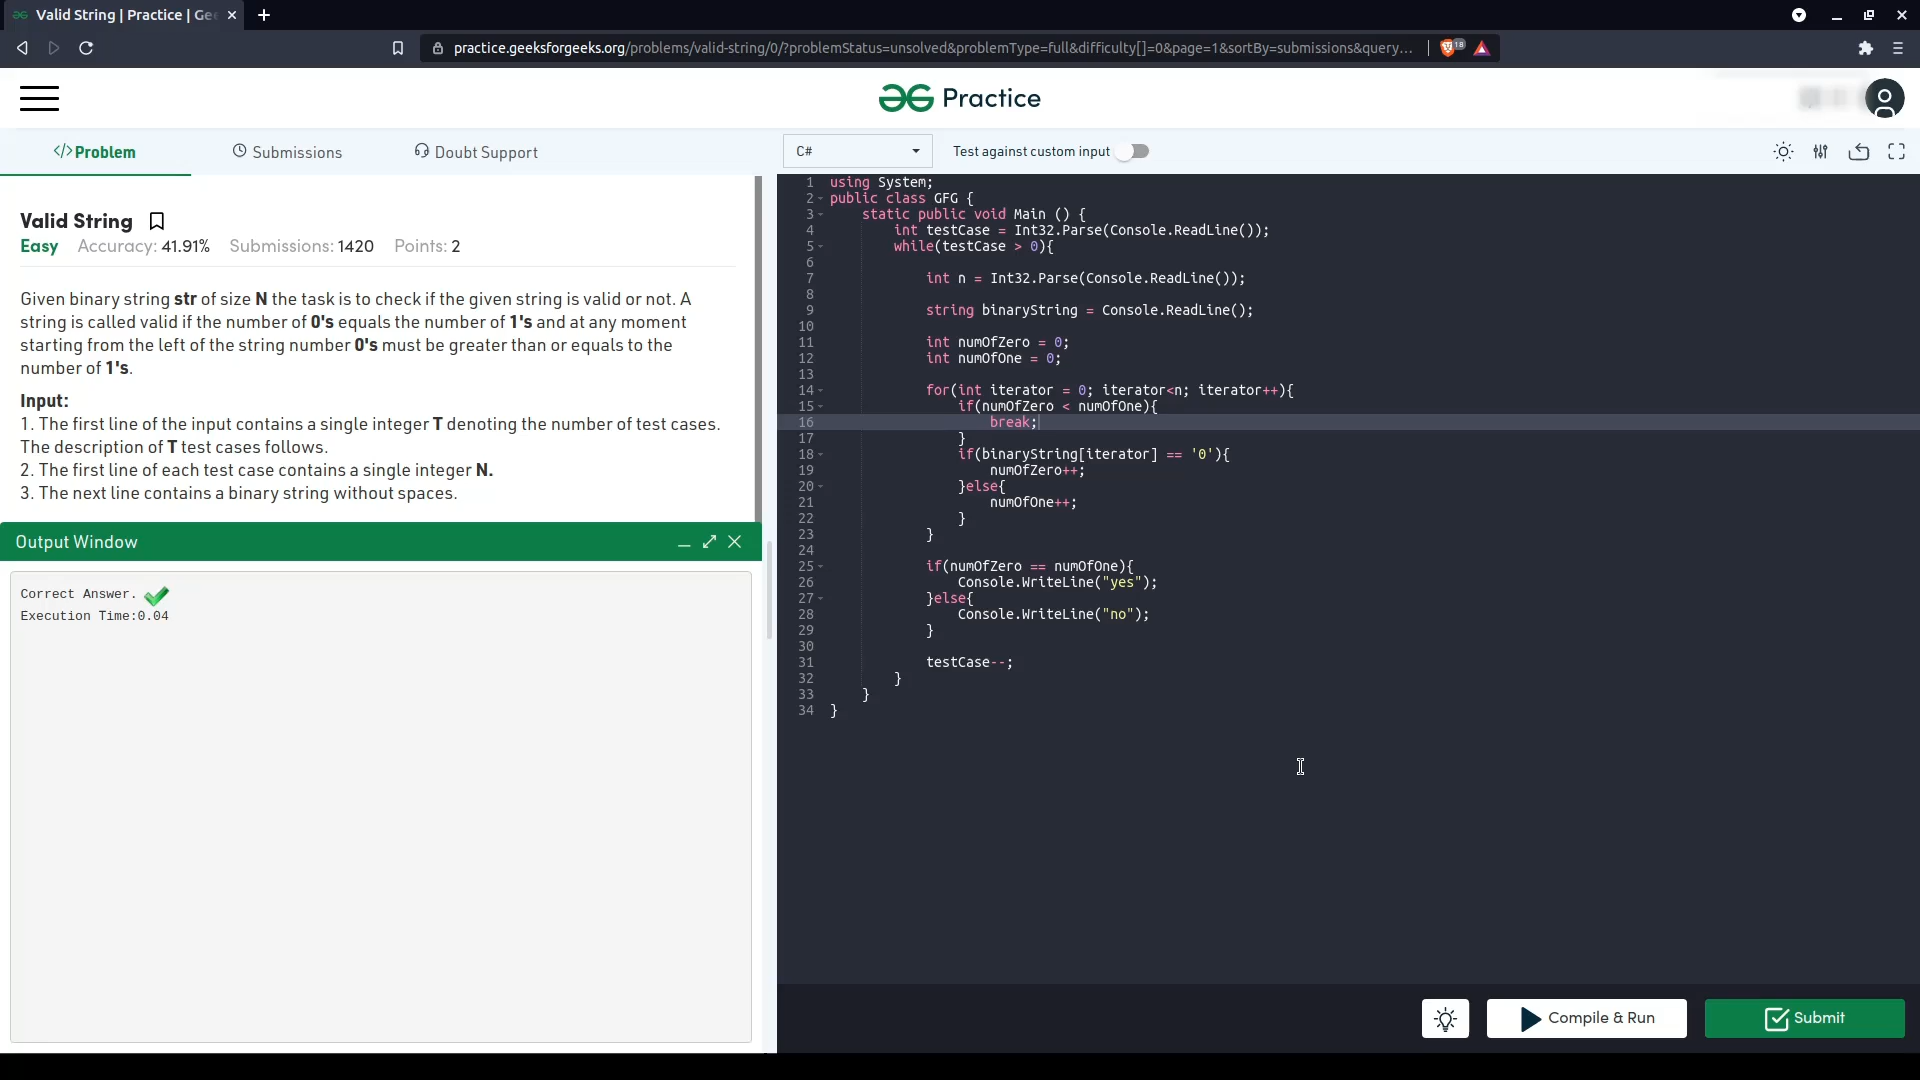 Valid String | Practice | Gee
practice.geeksforgeeks.org/problems/valid-string/0/?problemStatus=unsolved&problemType=full&difficulty[]=0&page=1&sortBy=submissions&query...
18
Practice
</>Problem
Submissions
Doubt Support
C#
Test against custom input
Valid String
Easy Accuracy: 41.91% Submissions: 1420 Points: 2
Given binary string str of size N the task is to check if the given string is valid or not. A
string is called valid if the number of 0's equals the number of 1's and at any moment
starting from the left of the string number 0's must be greater than or equals to the
number of 1's.
Input:
1. The first line of the input contains a single integer T denoting the number of test cases.
The description of T test cases follows.
2. The first line of each test case contains a single integer N.
3. The next line contains a binary string without spaces.
Output Window
Correct Answer.
Execution Time:0.04
1 using System;
2 public class GFG {
3 static public void Main () {
4 int testCase = Int32.Parse(Console.ReadLine());
5 while(testCase > 0){
6
7 int n = Int32.Parse(Console.ReadLine());
8
9 string binaryString = Console.ReadLine();
10
11 int numOfZero = 0;
12 int numOfOne = 0;
13
14 for(int iterator = 0; iterator<n; iterator++){
15 if(numOfZero < numOfOne){
16 break;
17 }
18 if(binaryString[iterator] == '0'){
19 numOfZero++;
20 }else{
21 numOfOne++;
22 }
23 }
24
25 if(numOfZero == numOfOne){
26 Console.WriteLine("yes");
27 }else{
28 Console.WriteLine("no");
29 }
30
31 testCase--;
32 }
33 }
34 }
Compile & Run
Submit